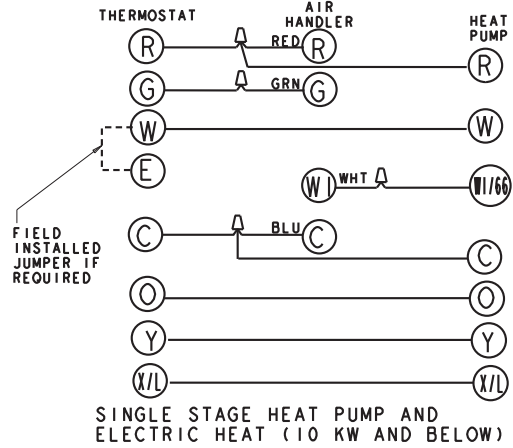 THERMOSTAT
AIR
HANDLER
HEAT
PUMP
R
RED
R
R
G
GRN
G
W
W
E
W1
WHT
W1/66
FIELD
INSTALLED
JUMPER IF
REQUIRED
C
BLU
C
C
O
O
Y
Y
X/L
X/L
SINGLE STAGE HEAT PUMP AND
ELECTRIC HEAT (10 KW AND BELOW)